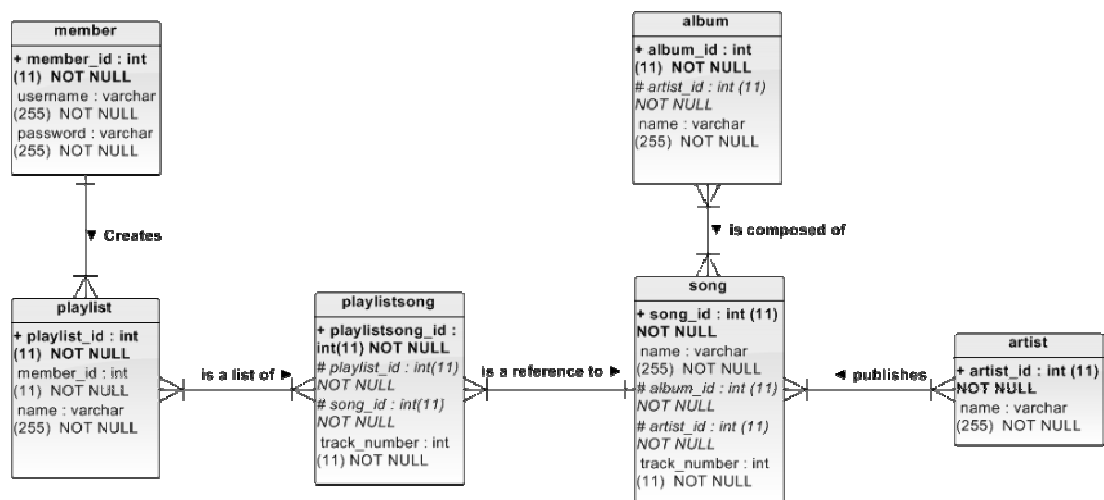 member
+ member_id : int
(11) NOT NULL
username : varchar
(255) NOT NULL
password : varchar
(255) NOT NULL
album
+ album_id : int
(11) NOT NULL
# artist_id : int (11)
NOT NULL
name : varchar
(255) NOT NULL
▼ Creates
▼ is composed of
playlist
+ playlist_id : int
(11) NOT NULL
member_id : int
(11) NOT NULL
name : varchar
(255) NOT NULL
is a list of ►
playlistsong
+ playlistsong_id :
int(11) NOT NULL
# playlist_id : int(11)
NOT NULL
# song_id : int(11)
NOT NULL
track_number : int
(11) NOT NULL
is a reference to ►
song
+ song_id : int (11)
NOT NULL
name : varchar
(255) NOT NULL
# album_id : int (11)
NOT NULL
# artist_id : int (11)
NOT NULL
track_number : int
(11) NOT NULL
◄ publishes
artist
+ artist_id : int (11)
NOT NULL
name : varchar
(255) NOT NULL